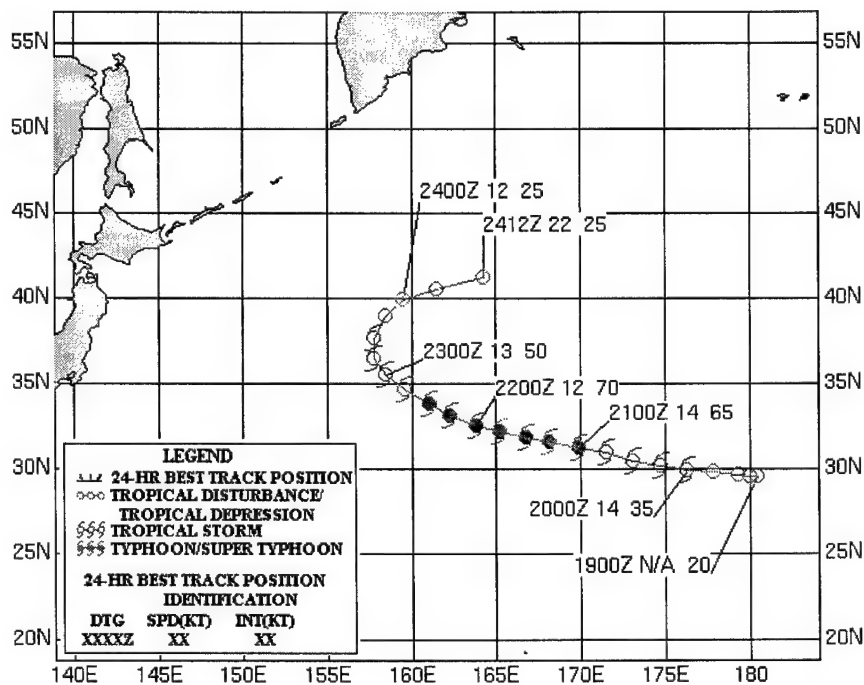 55N 55N
50N 50N
2400Z 12 25
45N 45N
2412Z 22 25
40N 40N
2300Z 13 50
35N 35N
2200Z 12 70
2100Z 14 65
LEGEND
24-HR BEST TRACK POSITION
TROPICAL DISTURBANCE/
TROPICAL DEPRESSION
TROPICAL STORM
TYPHOON/SUPER TYPHOON
24-HR BEST TRACK POSITION
IDENTIFICATION
DTG SPD(KT) INT(KT)
XXXXZ XX XX
30N 30N
2000Z 14 35
1900Z N/A 20
25N 25N
20N 20N
140E 145E 150E 155E 160E 165E 170E 175E 180